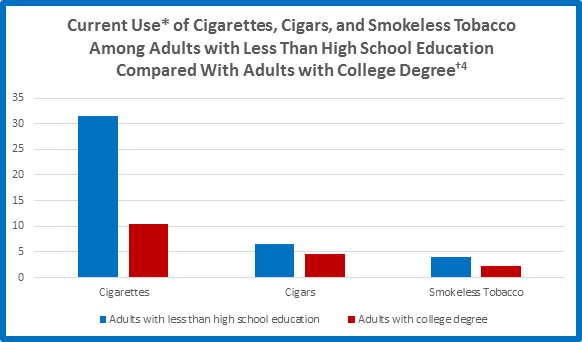 Current Use* of Cigarettes, Cigars, and Smokeless Tobacco
Among Adults with Less Than High School Education
Compared With Adults with College Degree†4
35
30
25
20
15
10
5
0
Cigarettes
Cigars
Smokeless Tobacco
Adults with less than high school education
Adults with college degree